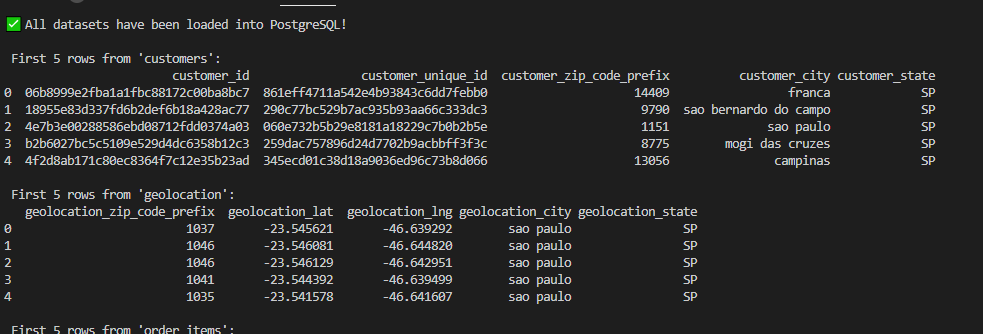 ✅ All datasets have been loaded into PostgreSQL!
First 5 rows from 'customers':
customer_id customer_unique_id customer_zip_code_prefix customer_city customer_state
0 06b8999e2fba1a1fbc88172c00ba8bc7 861eff4711a542e4b93843c6dd7febb0 14409 franca SP
1 18955e83d337fd6b2def6b18a428ac77 290c77bc529b7ac935b93aa66c333dc3 9790 sao bernardo do campo SP
2 4e7b3e00288586ebd08712fdd0374a03 060e732b5b29e8181a18229c7b0b2b5e 1151 sao paulo SP
3 b2b6027bc5c5109e529d4dc6358b12c3 259dac757896d24d7702b9acbbff3f3c 8775 mogi das cruzes SP
4 4f2d8ab171c80ec8364f7c12e35b23ad 345ecd01c38d18a9036ed96c73b8d066 13056 campinas SP
First 5 rows from 'geolocation':
geolocation_zip_code_prefix geolocation_lat geolocation_lng geolocation_city geolocation_state
0 1037 -23.545621 -46.639292 sao paulo SP
1 1046 -23.546081 -46.644820 sao paulo SP
2 1046 -23.546129 -46.642951 sao paulo SP
3 1041 -23.544392 -46.639499 sao paulo SP
4 1035 -23.541578 -46.641607 sao paulo SP
First 5 rows from 'order_items':